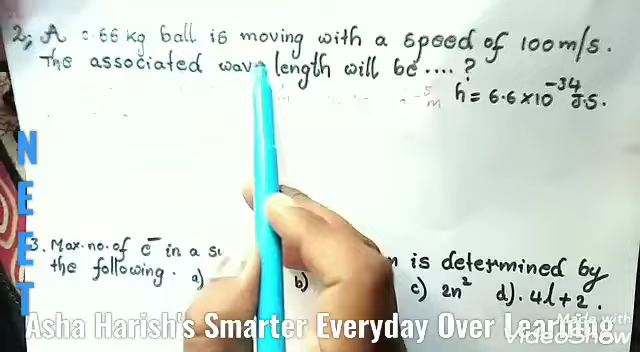 2; A 0.66 kg ball is moving with a speed of 100 m/s.
The associated wavelength will be ....?
h = 6.6×10⁻³⁴ J.S.
NEET
3. Max. no. of e⁻ in a is determined by
the following. a) b) c) 2n² d). 4l+2.
Asha Harish's Smarter Everyday Over Learning
Made with
VideoShow